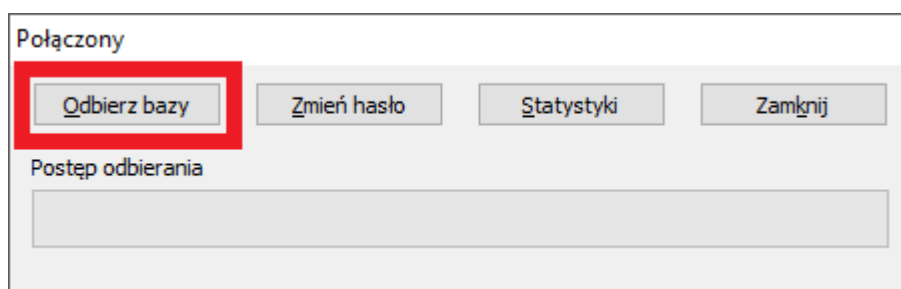 Połączony
Odbierz bazy Zmień hasło Statystyki Zamknij
Postęp odbierania